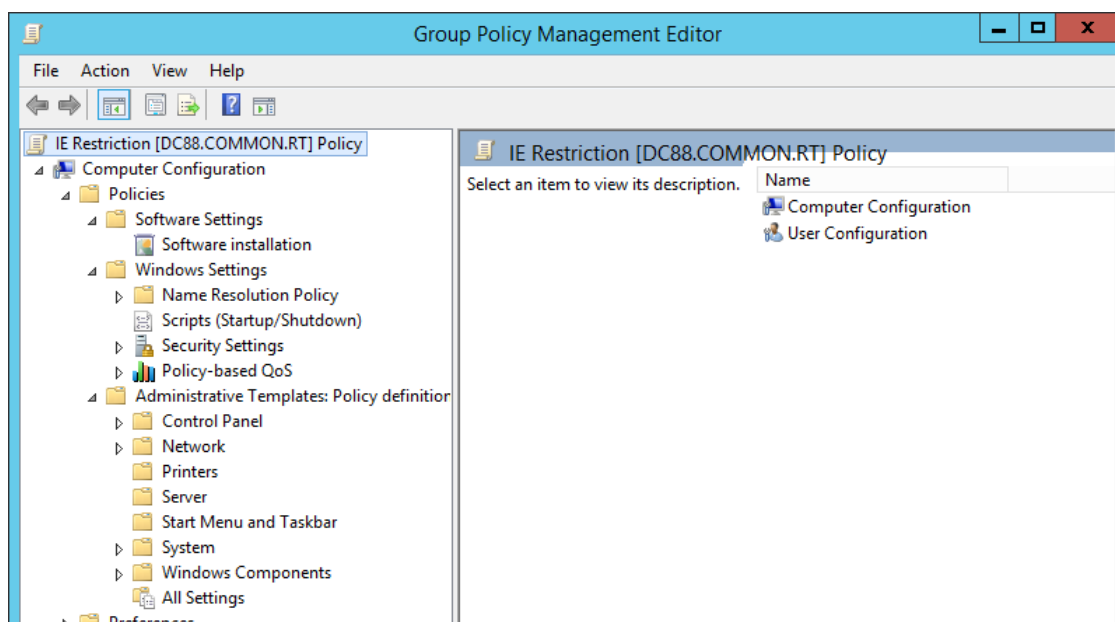 Group Policy Management Editor
File Action View Help
IE Restriction [DC88.COMMON.RT] Policy
Computer Configuration
Policies
Software Settings
Software installation
Windows Settings
Name Resolution Policy
Scripts (Startup/Shutdown)
Security Settings
Policy-based QoS
Administrative Templates: Policy definition
Control Panel
Network
Printers
Server
Start Menu and Taskbar
System
Windows Components
All Settings
Preferences
IE Restriction [DC88.COMMON.RT] Policy
Select an item to view its description.
Name
Computer Configuration
User Configuration